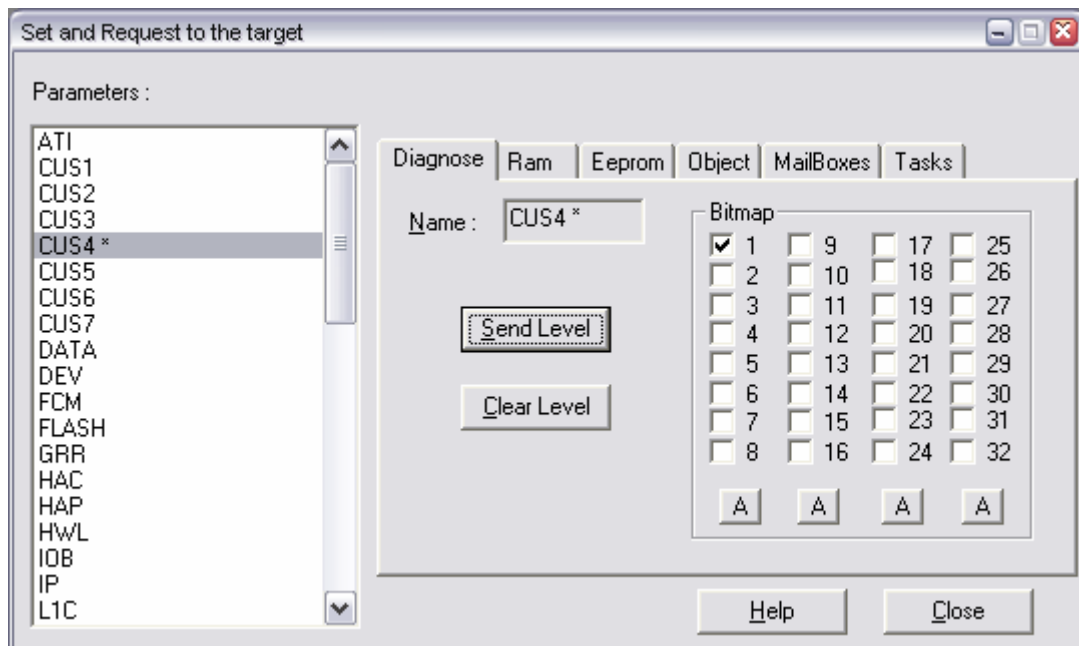 Set and Request to the target
Parameters :
ATI
CUS1
CUS2
CUS3
CUS4 *
CUS5
CUS6
CUS7
DATA
DEV
FCM
FLASH
GRR
HAC
HAP
HWL
IOB
IP
L1C
Diagnose Ram Eeprom Object MailBoxes Tasks
Name : CUS4 *
Send Level
Clear Level
Bitmap
1 9 17 25
2 10 18 26
3 11 19 27
4 12 20 28
5 13 21 29
6 14 22 30
7 15 23 31
8 16 24 32
A A A A
Help Close